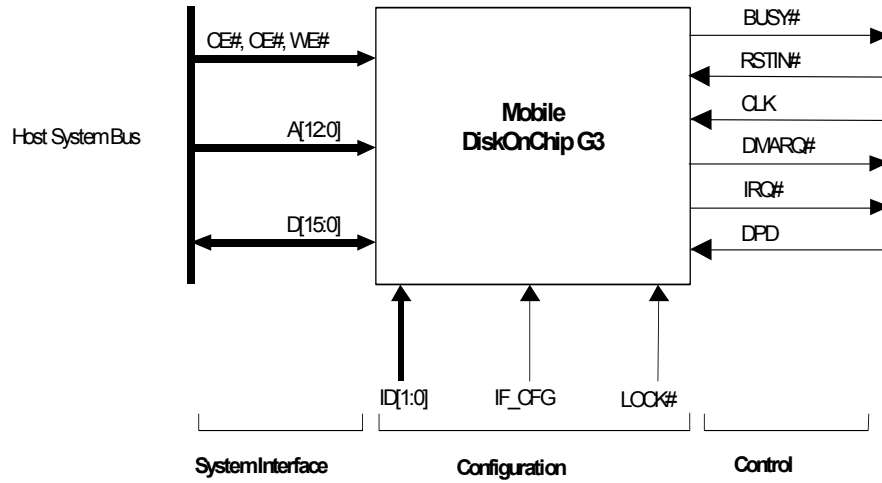 CE#, OE#, WE#
Host System Bus
A[12:0]
D[15:0]
Mobile
DiskOnChip G3
BUSY#
RSTIN#
CLK
DMARQ#
IRQ#
DPD
ID[1:0]
IF_CFG
LOCK#
System Interface
Configuration
Control